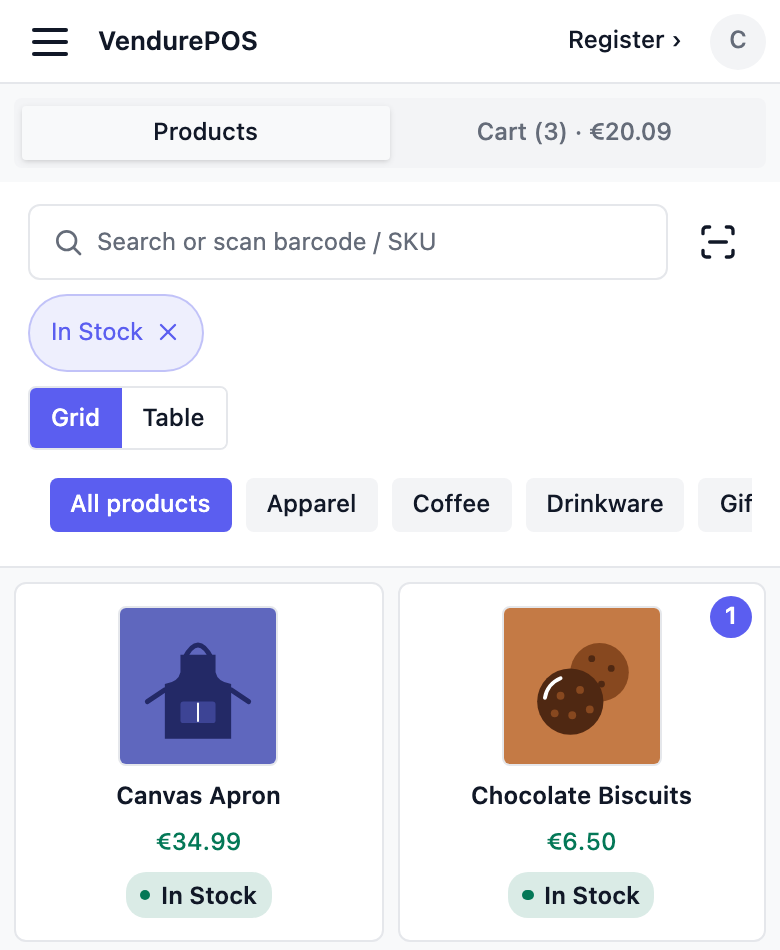 VendurePOS
Register ›
C
Products
Cart (3) · €20.09
Search or scan barcode / SKU
In Stock
Grid
Table
All products
Apparel
Coffee
Drinkware
Gif
1
Canvas Apron
Chocolate Biscuits
€34.99
€6.50
In Stock
In Stock